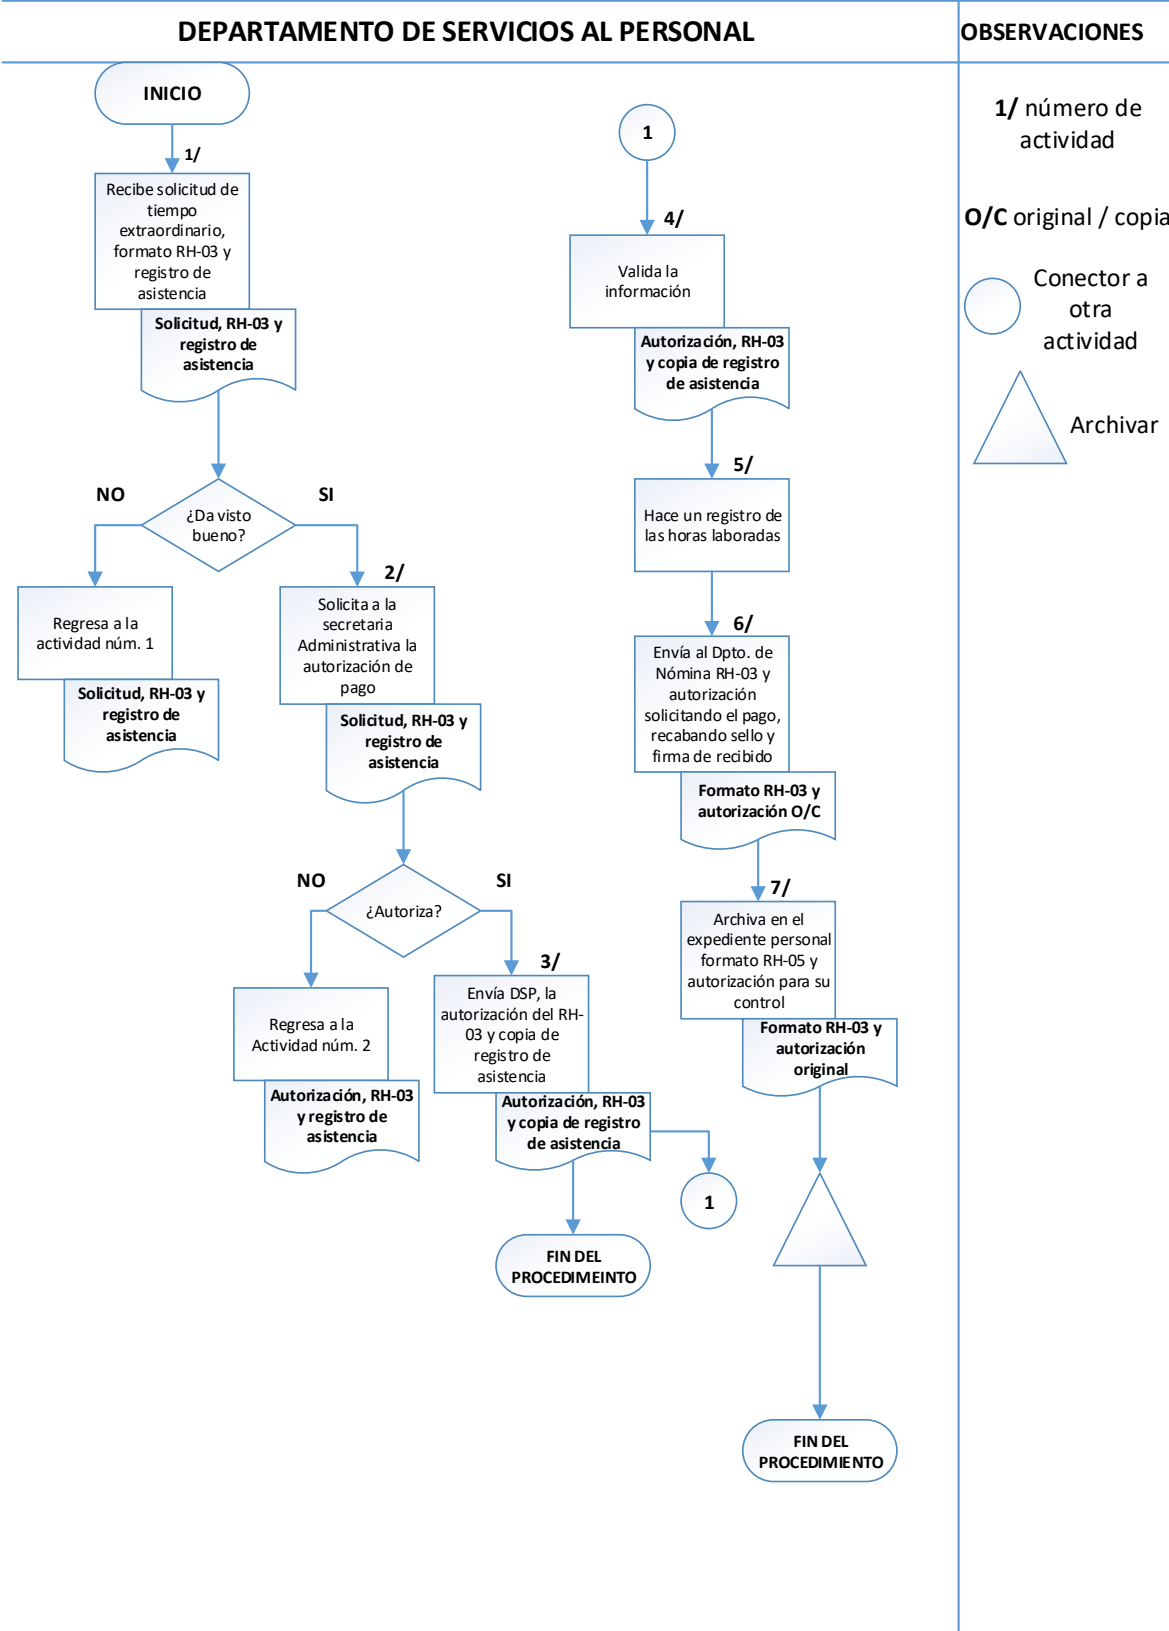 DEPARTAMENTO DE SERVICIOS AL PERSONAL
OBSERVACIONES
INICIO
1/
Recibe solicitud de
tiempo
extraordinario,
formato RH-03 y
registro de
asistencia
Solicitud, RH-03 y
registro de
asistencia
¿Da visto
bueno?
NO
SI
Regresa a la
actividad núm. 1
Solicitud, RH-03 y
registro de
asistencia
2/
Solicita a la
secretaria
Administrativa la
autorización de
pago
Solicitud, RH-03 y
registro de
asistencia
¿Autoriza?
NO
SI
Regresa a la
Actividad núm. 2
Autorización, RH-03
y registro de
asistencia
3/
Envía DSP, la
autorización del RH-
03 y copia de
registro de
asistencia
Autorización, RH-03
y copia de registro
de asistencia
1
FIN DEL
PROCEDIMEINTO
1
4/
Valida la
información
Autorización, RH-03
y copia de registro
de asistencia
5/
Hace un registro de
las horas laboradas
6/
Envía al Dpto. de
Nómina RH-03 y
autorización
solicitando el pago,
recabando sello y
firma de recibido
Formato RH-03 y
autorización O/C
7/
Archiva en el
expediente personal
formato RH-05 y
autorización para su
control
Formato RH-03 y
autorización
original
FIN DEL
PROCEDIMIENTO
1/ número de
actividad
O/C original / copia
Conector a
otra
actividad
Archivar